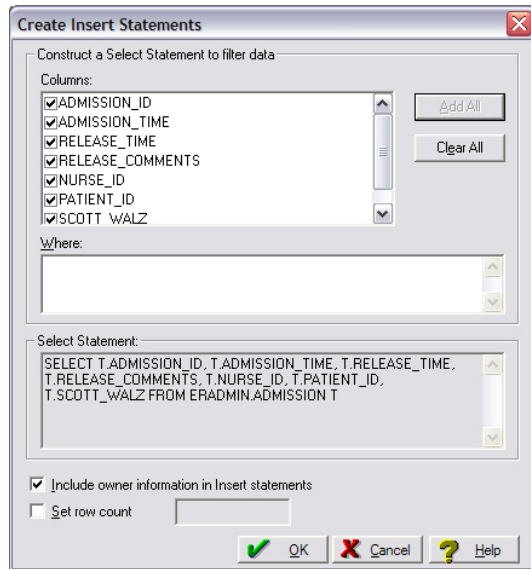 Create Insert Statements
Construct a Select Statement to filter data
Columns:
ADMISSION_ID
ADMISSION_TIME
RELEASE_TIME
RELEASE_COMMENTS
NURSE_ID
PATIENT_ID
SCOTT_WALZ
Add All
Clear All
Where:
Select Statement:
SELECT T.ADMISSION_ID, T.ADMISSION_TIME, T.RELEASE_TIME,
T.RELEASE_COMMENTS, T.NURSE_ID, T.PATIENT_ID,
T.SCOTT_WALZ FROM ERADMIN.ADMISSION T
Include owner information in Insert statements
Set row count
OK Cancel Help